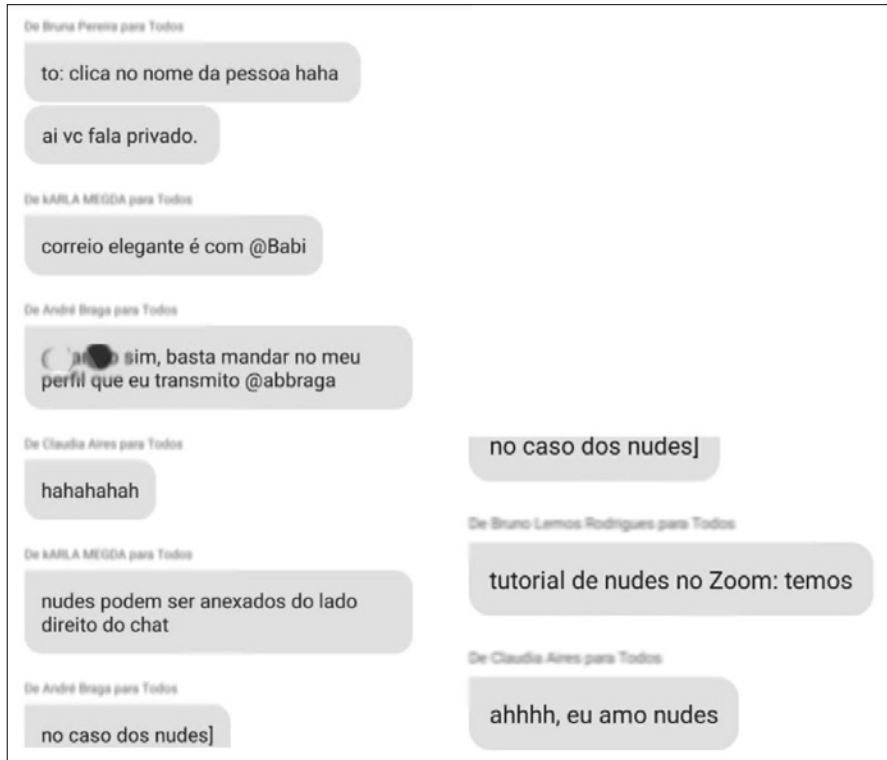 De Bruna Pereira para Todos
to: clica no nome da pessoa haha
ai vc fala privado.
De kARLA MEGDA para Todos
correio elegante é com @Babi
De André Braga para Todos
sim, basta mandar no meu
perfil que eu transmito @abbraga
De Claudia Aires para Todos
hahahahah
De kARLA MEGDA para Todos
nudes podem ser anexados do lado
direito do chat
De André Braga para Todos
no caso dos nudes]
no caso dos nudes]
De Bruno Lemos Rodrigues para Todos
tutorial de nudes no Zoom: temos
De Claudia Aires para Todos
ahhhh, eu amo nudes